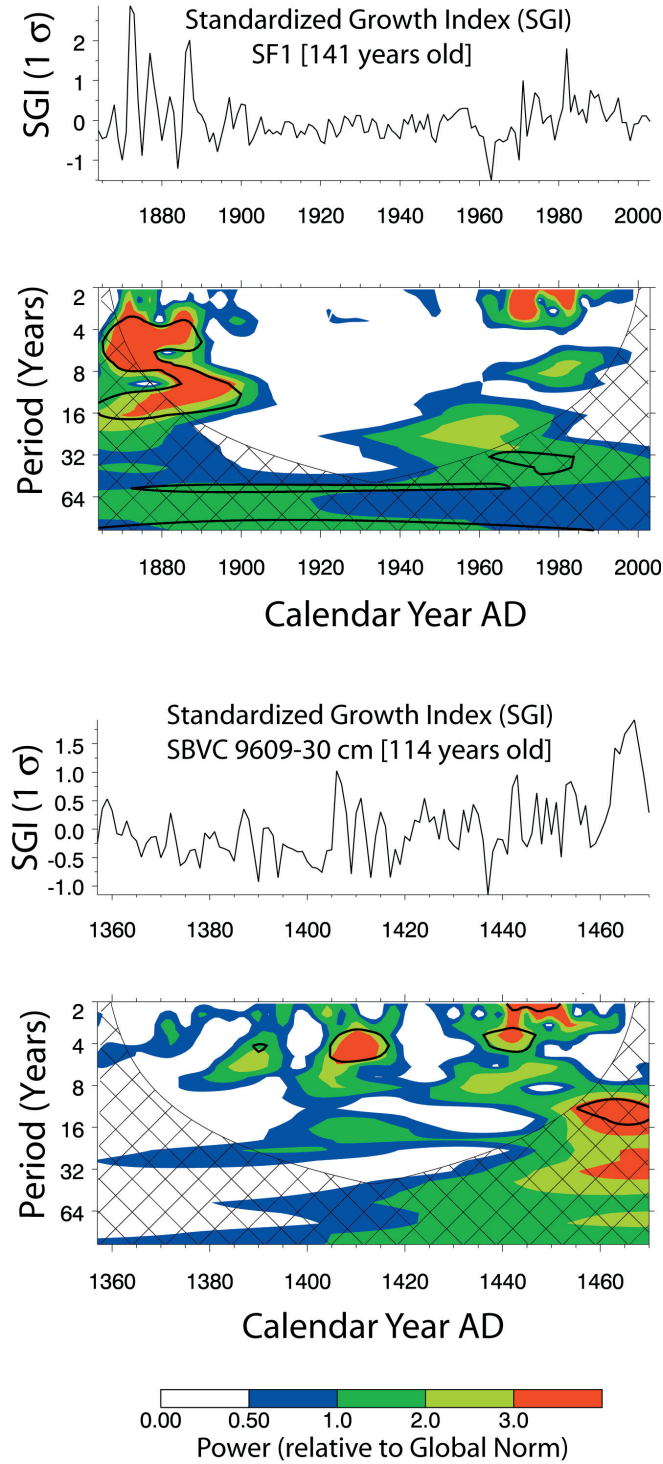 Standardized Growth Index (SGI)
SF1 [141 years old]
SGI (1 σ)
2
1
0
-1
1880 1900 1920 1940 1960 1980 2000
Period (Years)
2
4
8
16
32
64
1880 1900 1920 1940 1960 1980 2000
Calendar Year AD
Standardized Growth Index (SGI)
SBVC 9609-30 cm [114 years old]
SGI (1 σ)
1.5
1.0
0.5
0.0
-0.5
-1.0
1360 1380 1400 1420 1440 1460
Period (Years)
2
4
8
16
32
64
1360 1380 1400 1420 1440 1460
Calendar Year AD
0.00 0.50 1.0 2.0 3.0
Power (relative to Global Norm)